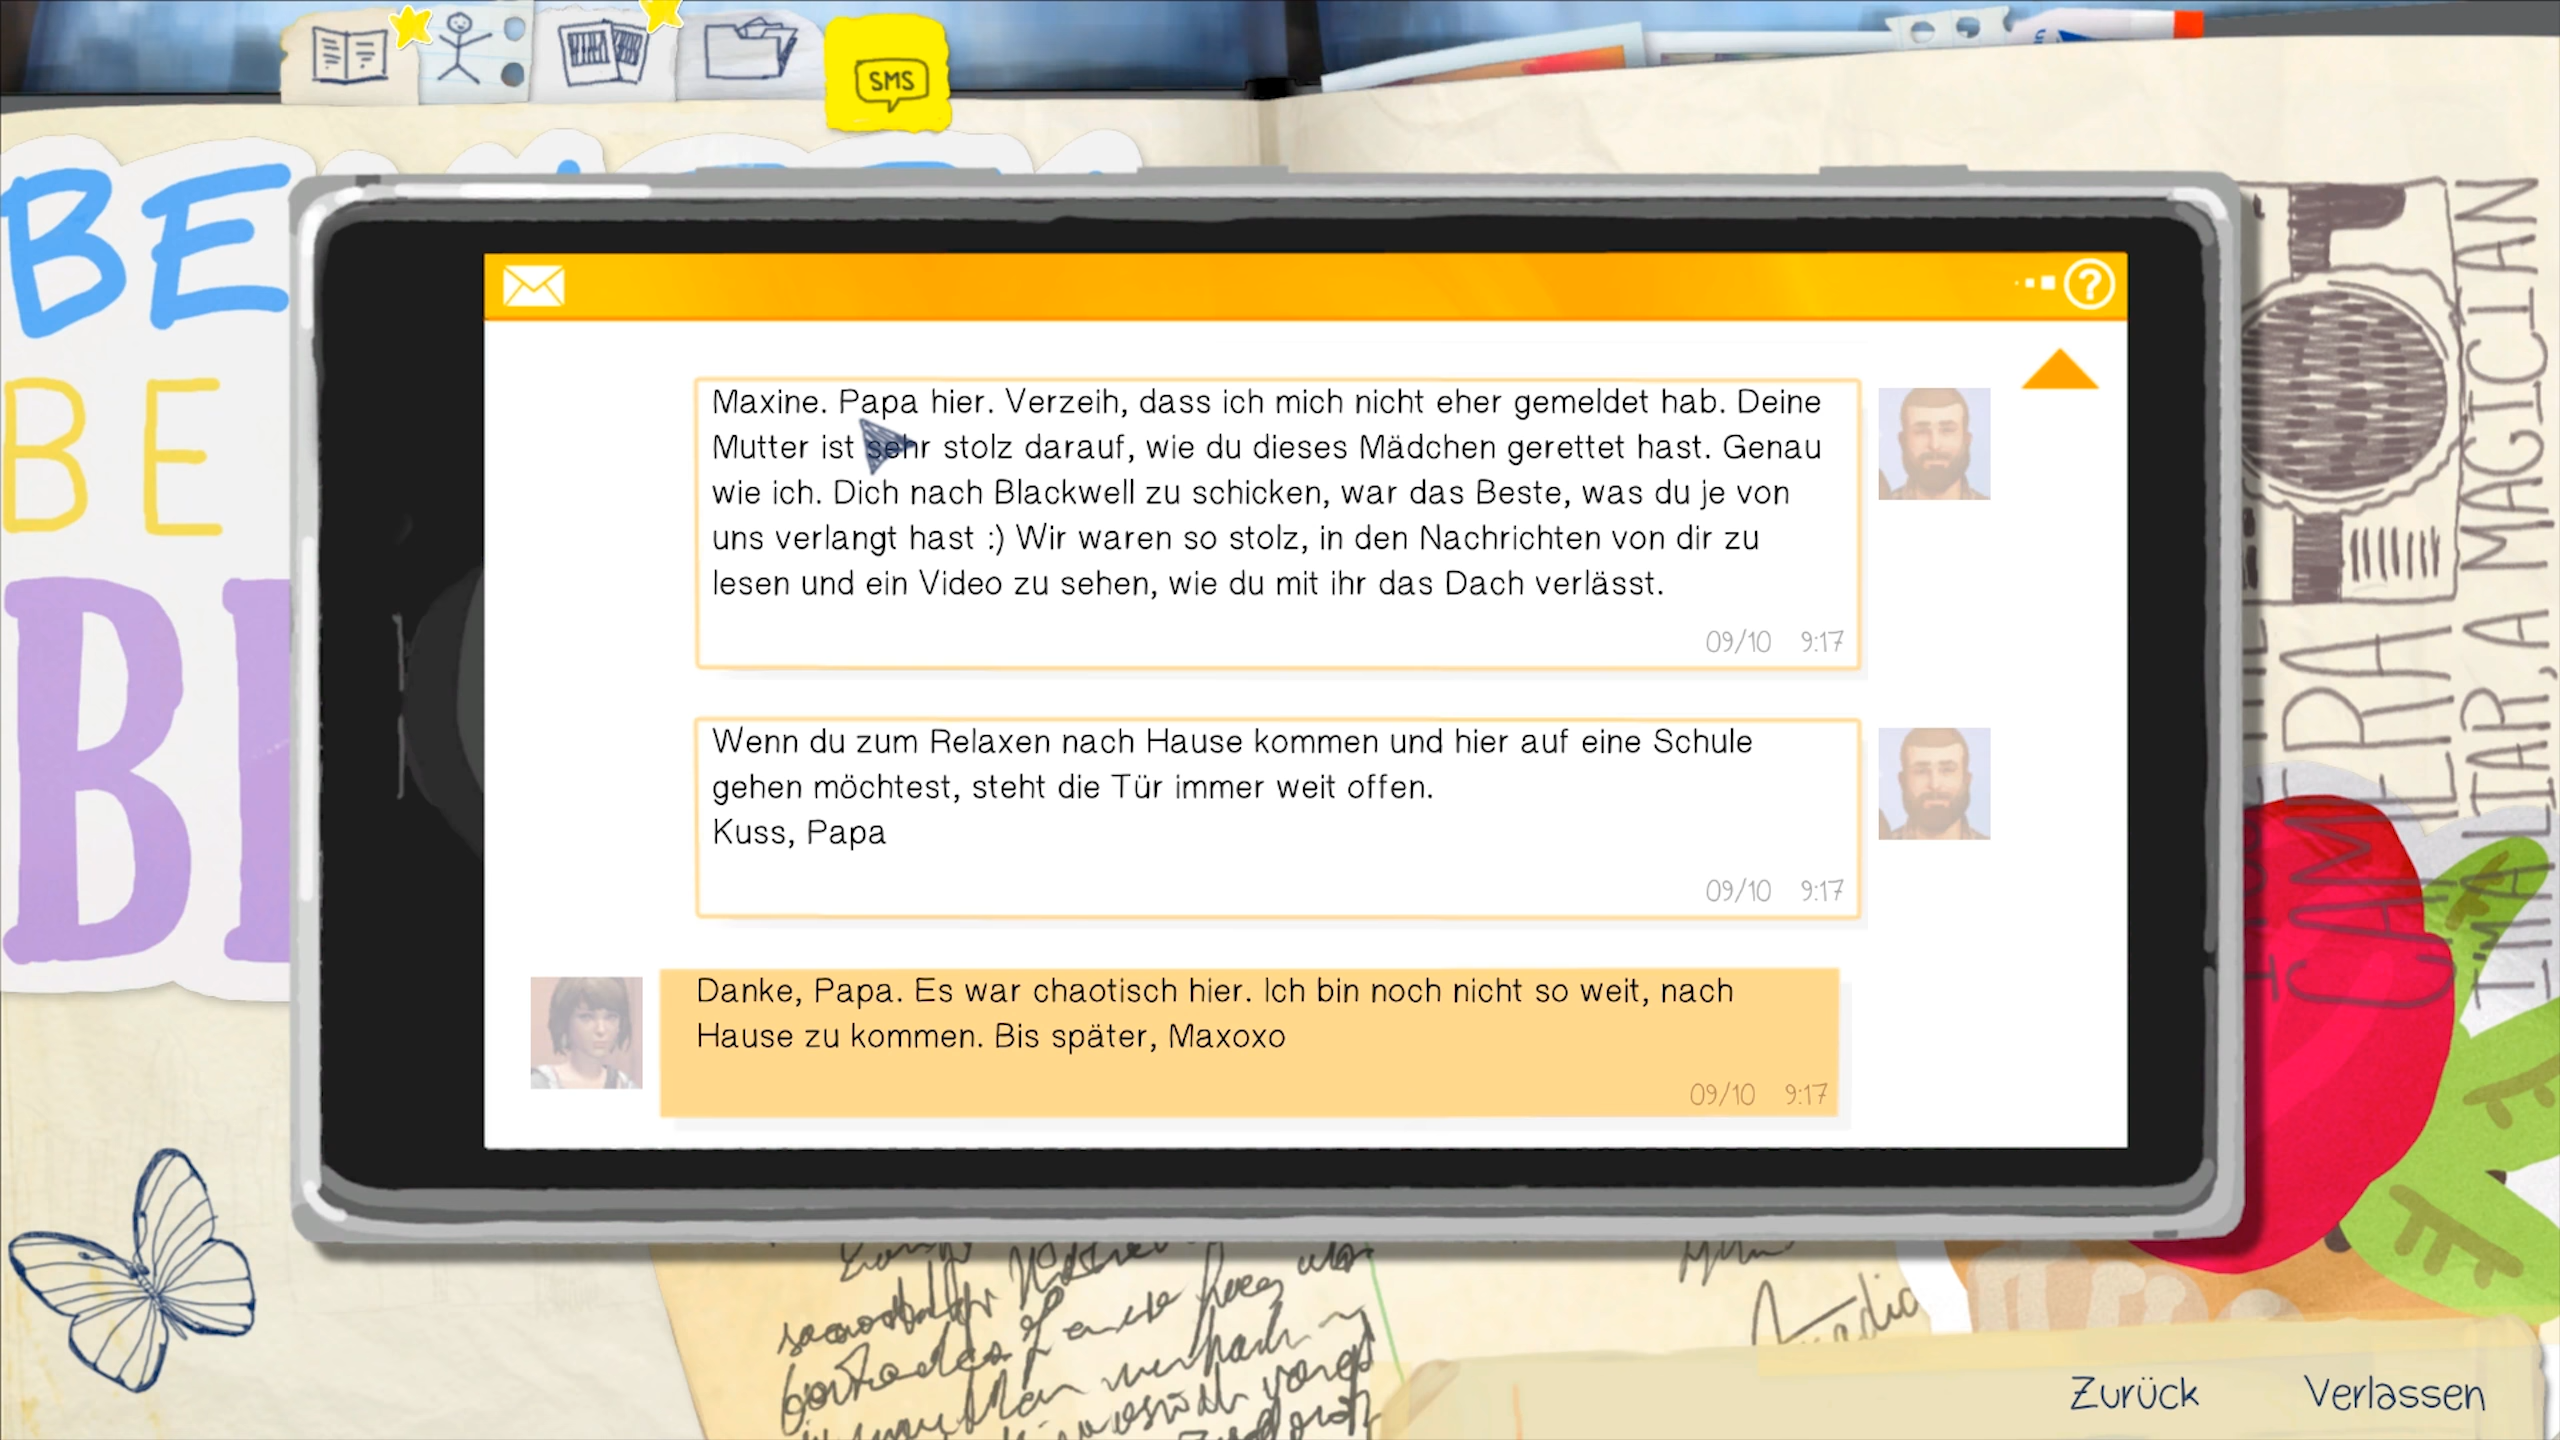 SMS
BE
BE
Maxine. Papa hier. Verzeih, dass ich mich nicht eher gemeldet hab. Deine
Mutter ist sehr stolz darauf, wie du dieses Mädchen gerettet hast. Genau
wie ich. Dich nach Blackwell zu schicken, war das Beste, was du je von
uns verlangt hast :) Wir waren so stolz, in den Nachrichten von dir zu
lesen und ein Video zu sehen, wie du mit ihr das Dach verlässt.
09/10 9:17
Wenn du zum Relaxen nach Hause kommen und hier auf eine Schule
gehen möchtest, steht die Tür immer weit offen.
Kuss, Papa
09/10 9:17
Danke, Papa. Es war chaotisch hier. Ich bin noch nicht so weit, nach
Hause zu kommen. Bis später, Maxoxo
09/10 9:17
CAMERA
A MAGICIAN
Zurück Verlassen